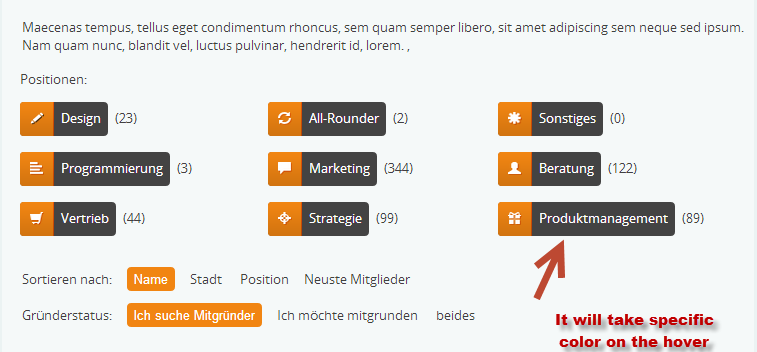 Maecenas tempus, tellus eget condimentum rhoncus, sem quam semper libero, sit amet adipiscing sem neque sed ipsum.
Nam quam nunc, blandit vel, luctus pulvinar, hendrerit id, lorem. ,
Positionen:
Design (23) All-Rounder (2) Sonstiges (0)
Programmierung (3) Marketing (344) Beratung (122)
Vertrieb (44) Strategie (99) Produktmanagement (89)
Sortieren nach: Name Stadt Position Neuste Mitglieder
Gründerstatus: Ich suche Mitgründer Ich möchte mitgrunden beides
It will take specific
color on the hover